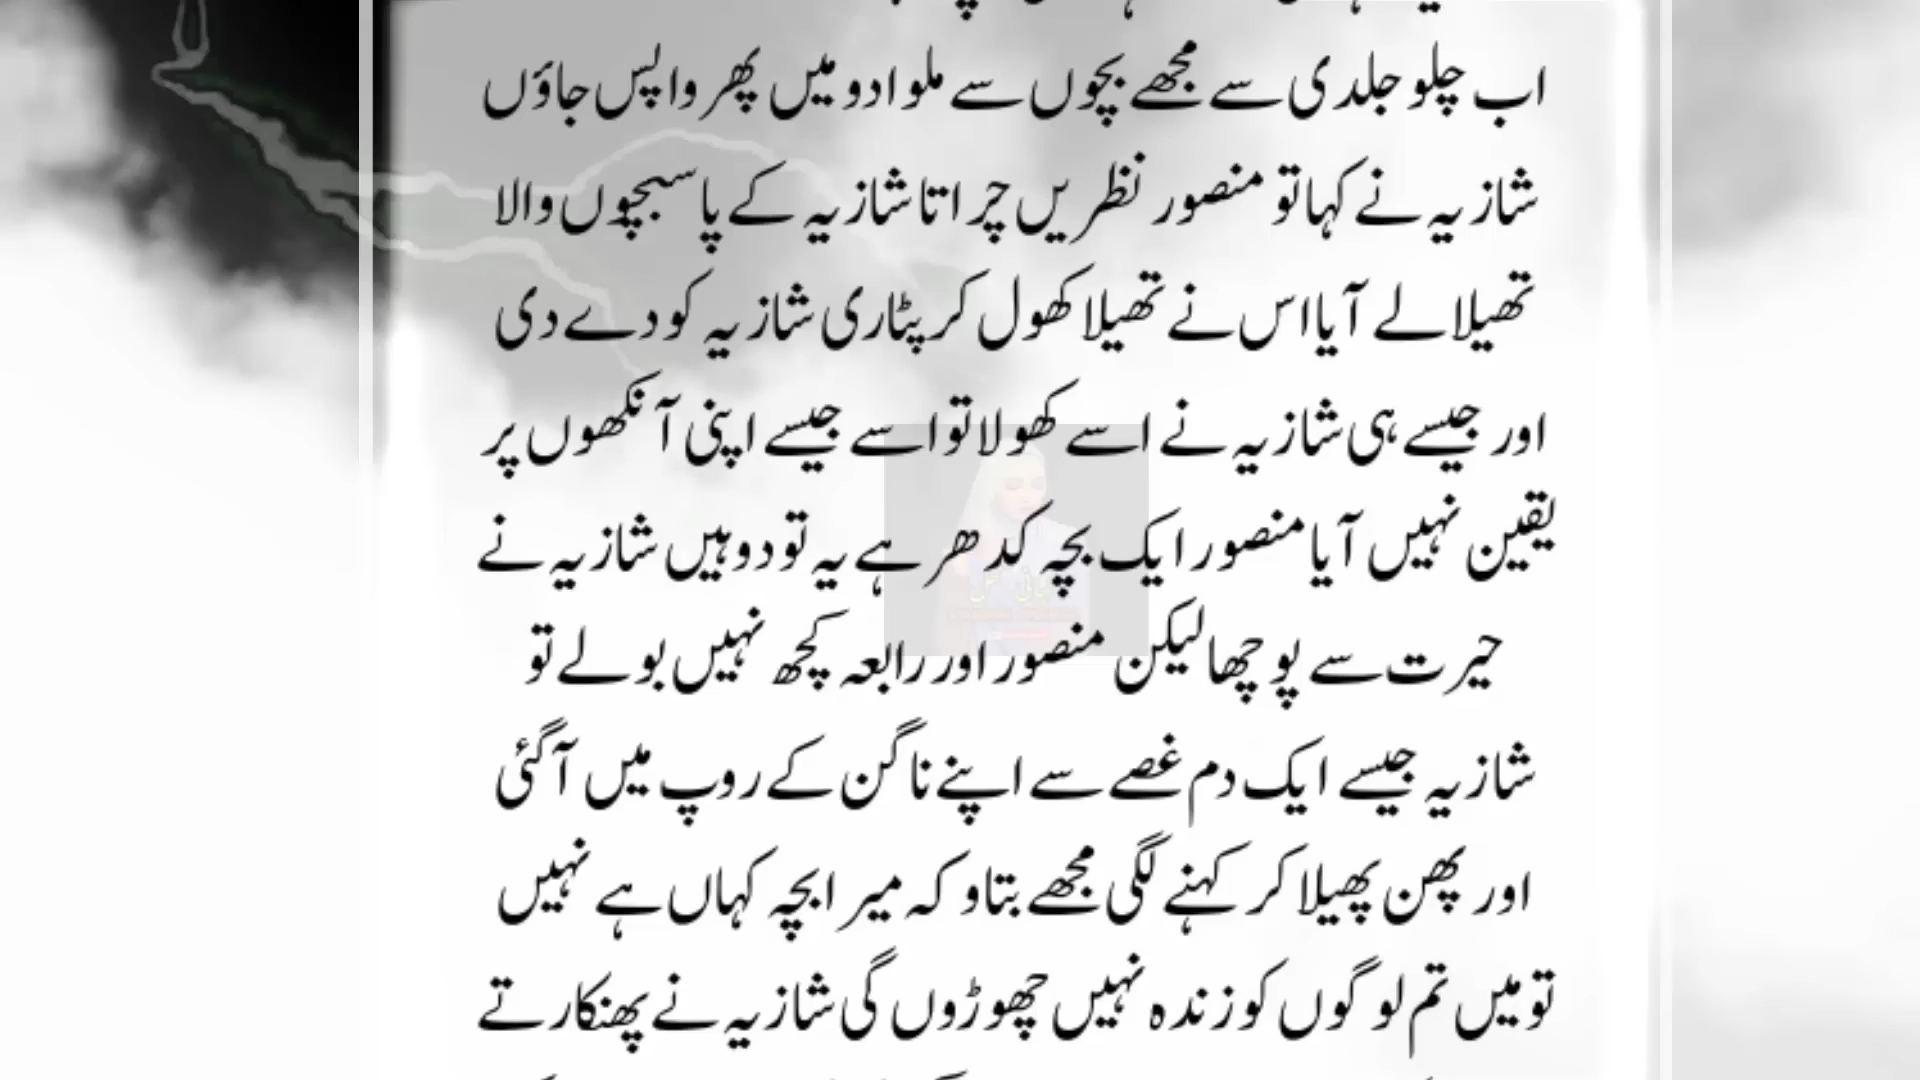 اب چلو جلدی سے مجھے بچوں سے ملوادو میں پھر واپس جاؤں
شازیہ نے کہا تو منصور نظریں چراتا شازیہ کے پاسبچوں والا
تھیلا لے آیا اس نے تھیلا کھول کر پٹاری شازیہ کو دے دی
اور جیسے ہی شازیہ نے اسے کھولا تو اسے جیسے اپنی آنکھوں پر
یقین نہیں آیا منصور ایک بچہ کدھر ہے یہ تو دو ہیں شازیہ نے
حیرت سے پوچھا لیکن منصور اور رابعہ کچھ نہیں بولے تو
شازیہ جیسے ایک دم غصے سے اپنے ناگن کے روپ میں آگئی
اور پھن پھیلا کر کہنے لگی مجھے بتاو کہ میرا بچہ کہاں ہے نہیں
تو میں تم لوگوں کو زندہ نہیں چھوڑوں گی شازیہ نے پھنکارتے